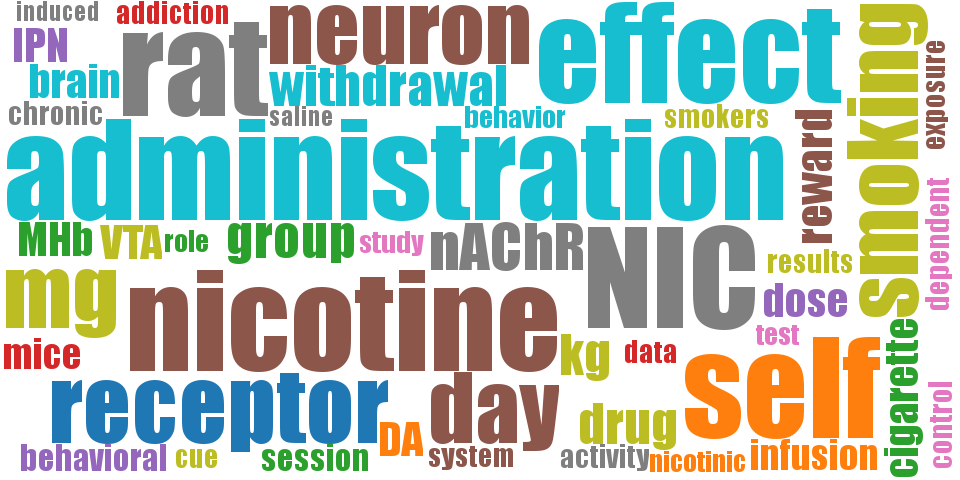 induced
addiction
neuron
effect
smoking
IPN
rat
brain
withdrawal
exposure
chronic
saline
behavior
smokers
reward
administration
dependent
MHb
VTA
role
group
study
nAChR
NIC
results
mg
nicotine
dose
test
mice
kg
data
self
cigarette
receptor
day
DA
drug
control
behavioral
cue
session
system
activity
nicotinic
infusion